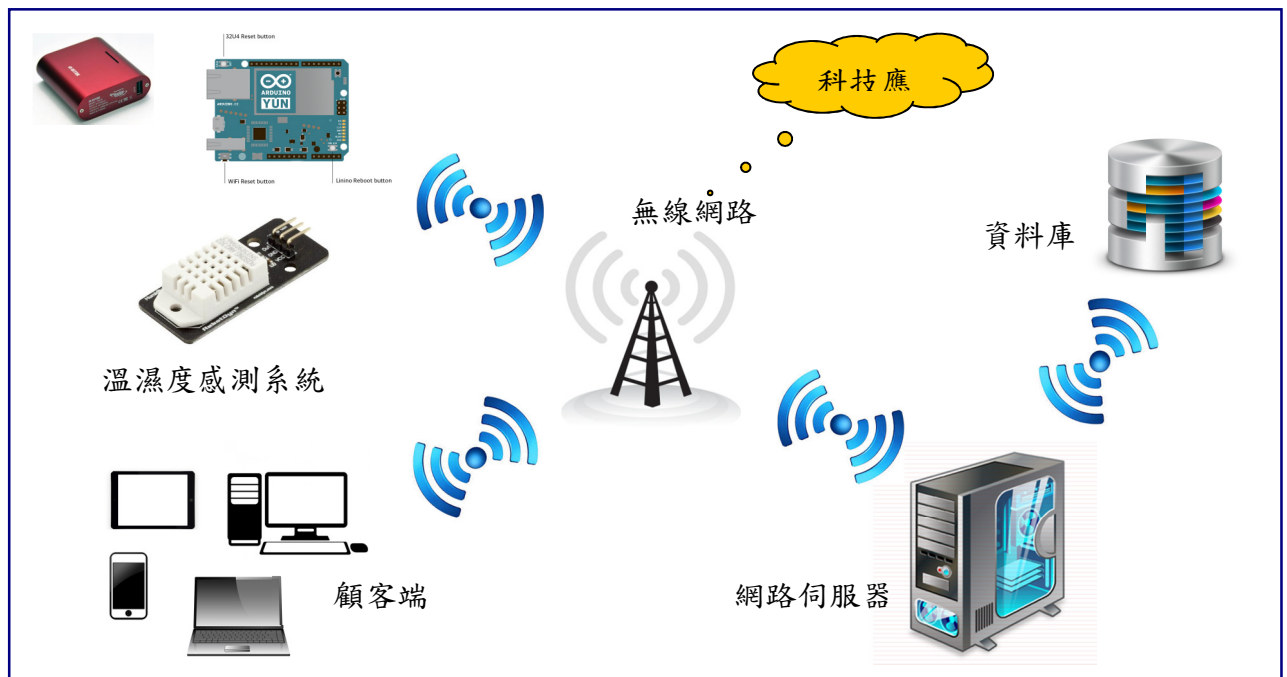 32U4 Reset button
ARDUINO
YUN
WiFi Reset button
Linino Reboot button
科技應
無線網路
資料庫
溫濕度感測系統
顧客端
網路伺服器